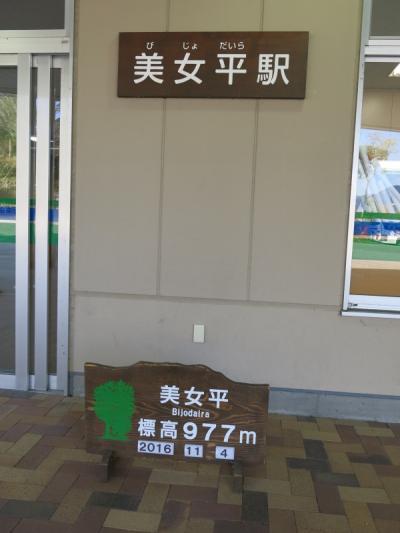 び じょ だいら
美女平駅
美女平
Bijodaira
標高977m
2016 11 4